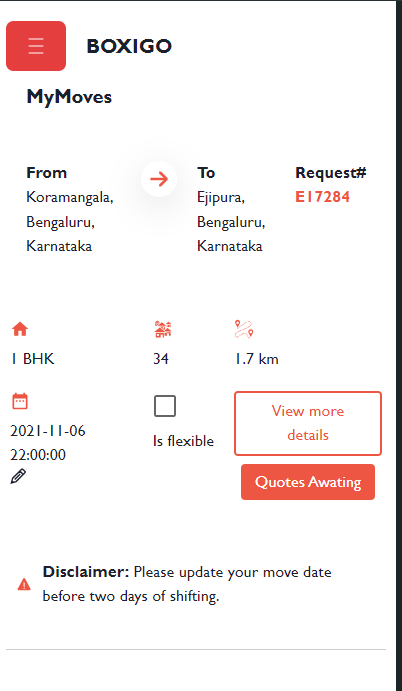 BOXIGO
MyMoves
From
Koramangala,
Bengaluru,
Karnataka
To
Ejipura,
Bengaluru,
Karnataka
Request#
E17284
1 BHK
34
1.7 km
2021-11-06
22:00:00
Is flexible
View more
details
Quotes Awating
Disclaimer: Please update your move date
before two days of shifting.